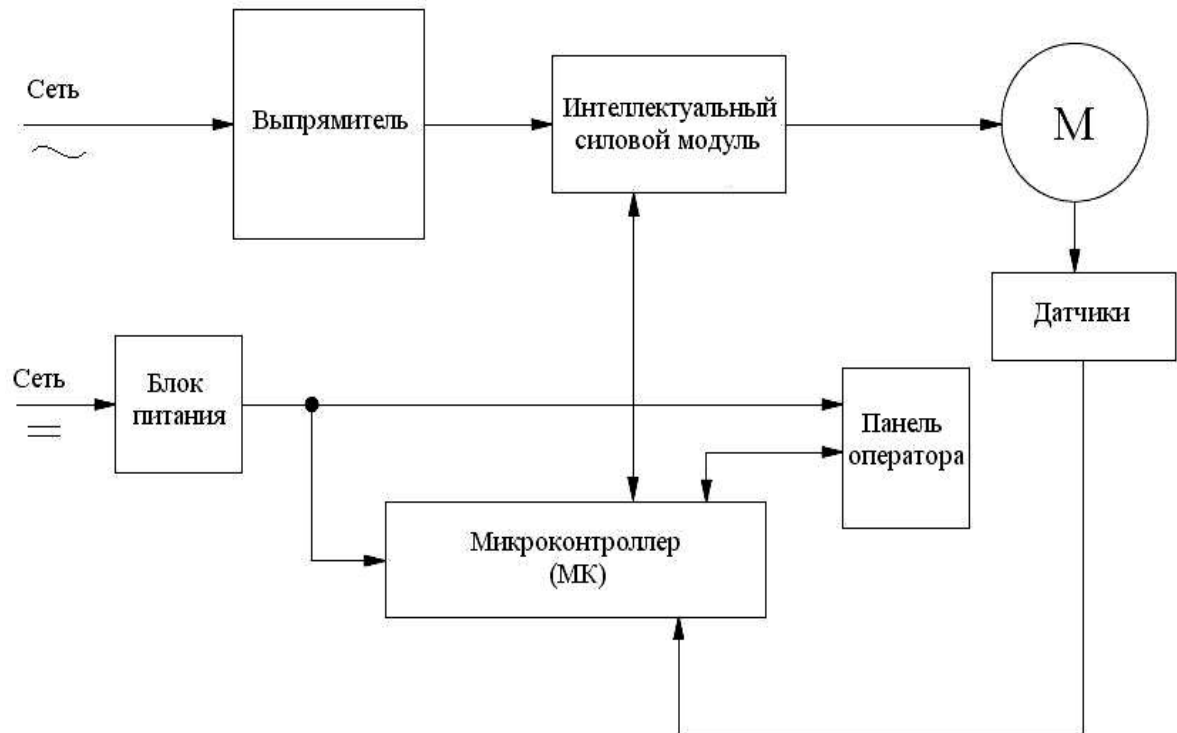 Сеть
Выпрямитель
Интеллектуальный
силовой модуль
М
Датчики
Сеть
Блок
питания
Панель
оператора
Микроконтроллер
(МК)